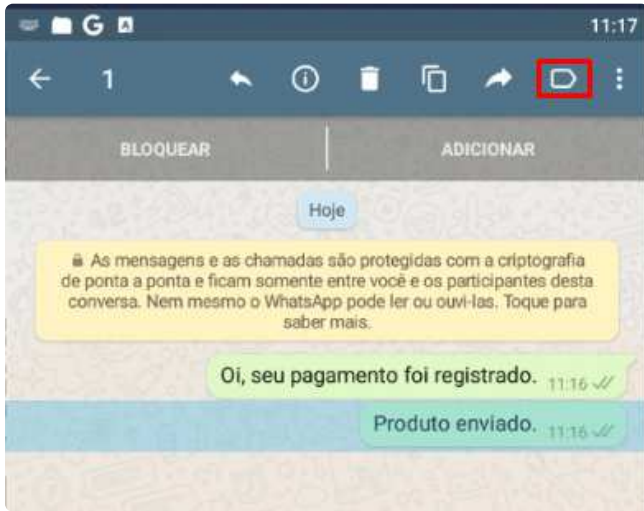 G A 11:17
1
BLOQUEAR ADICIONAR
Hoje
As mensagens e as chamadas são protegidas com a criptografia
de ponta a ponta e ficam somente entre você e os participantes desta
conversa. Nem mesmo o WhatsApp pode ler ou ouvi-las. Toque para
saber mais.
Oi, seu pagamento foi registrado. 11:16
Produto enviado. 11:16